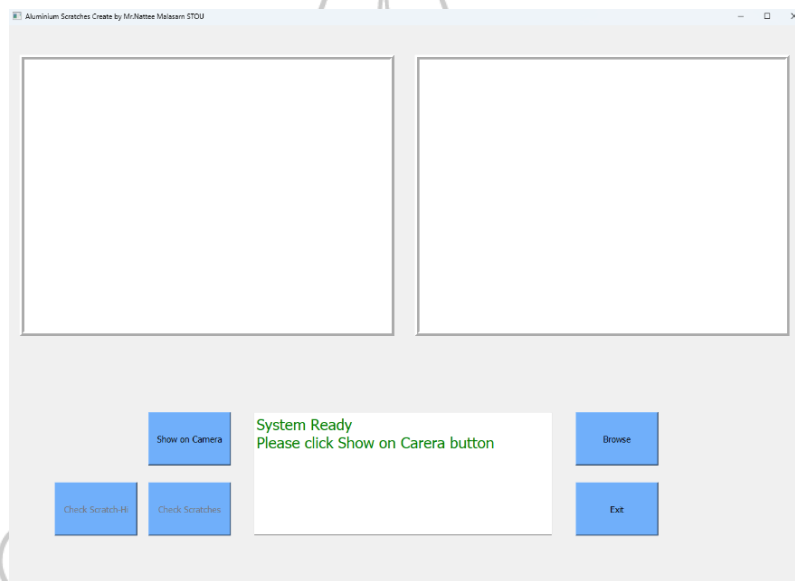 Aluminium Scratches Create by Mr.Nattee Malasarn STOU
Show on Camera
System Ready
Please click Show on Carera button
Browse
Check Scratch-Hi
Check Scratches
Exit